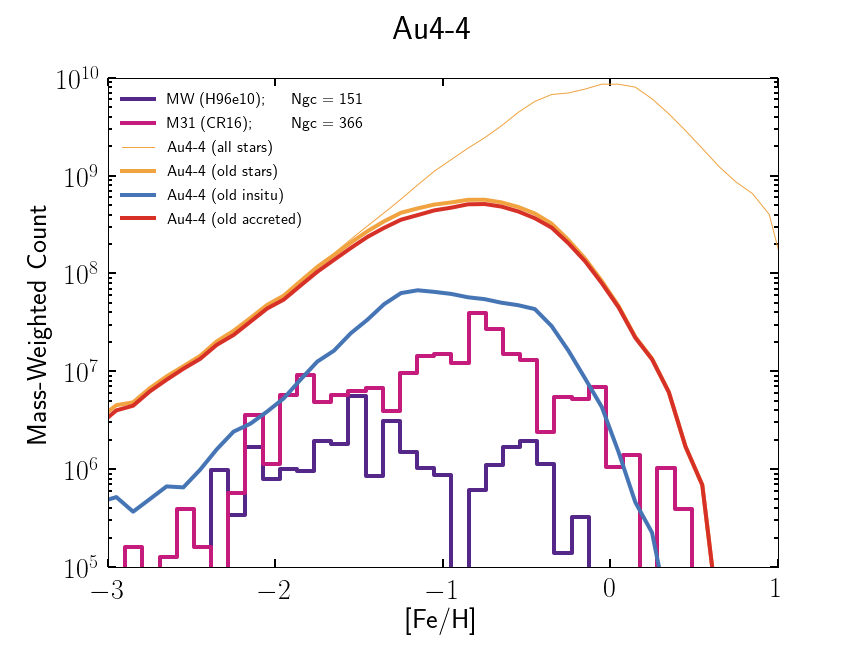 Au4-4
10^10
10^9
10^8
10^7
10^6
10^5
Mass-Weighted Count
MW (H96e10); Ngc = 151
M31 (CR16); Ngc = 366
Au4-4 (all stars)
Au4-4 (old stars)
Au4-4 (old insitu)
Au4-4 (old accreted)
−3 −2 −1 0 1
[Fe/H]